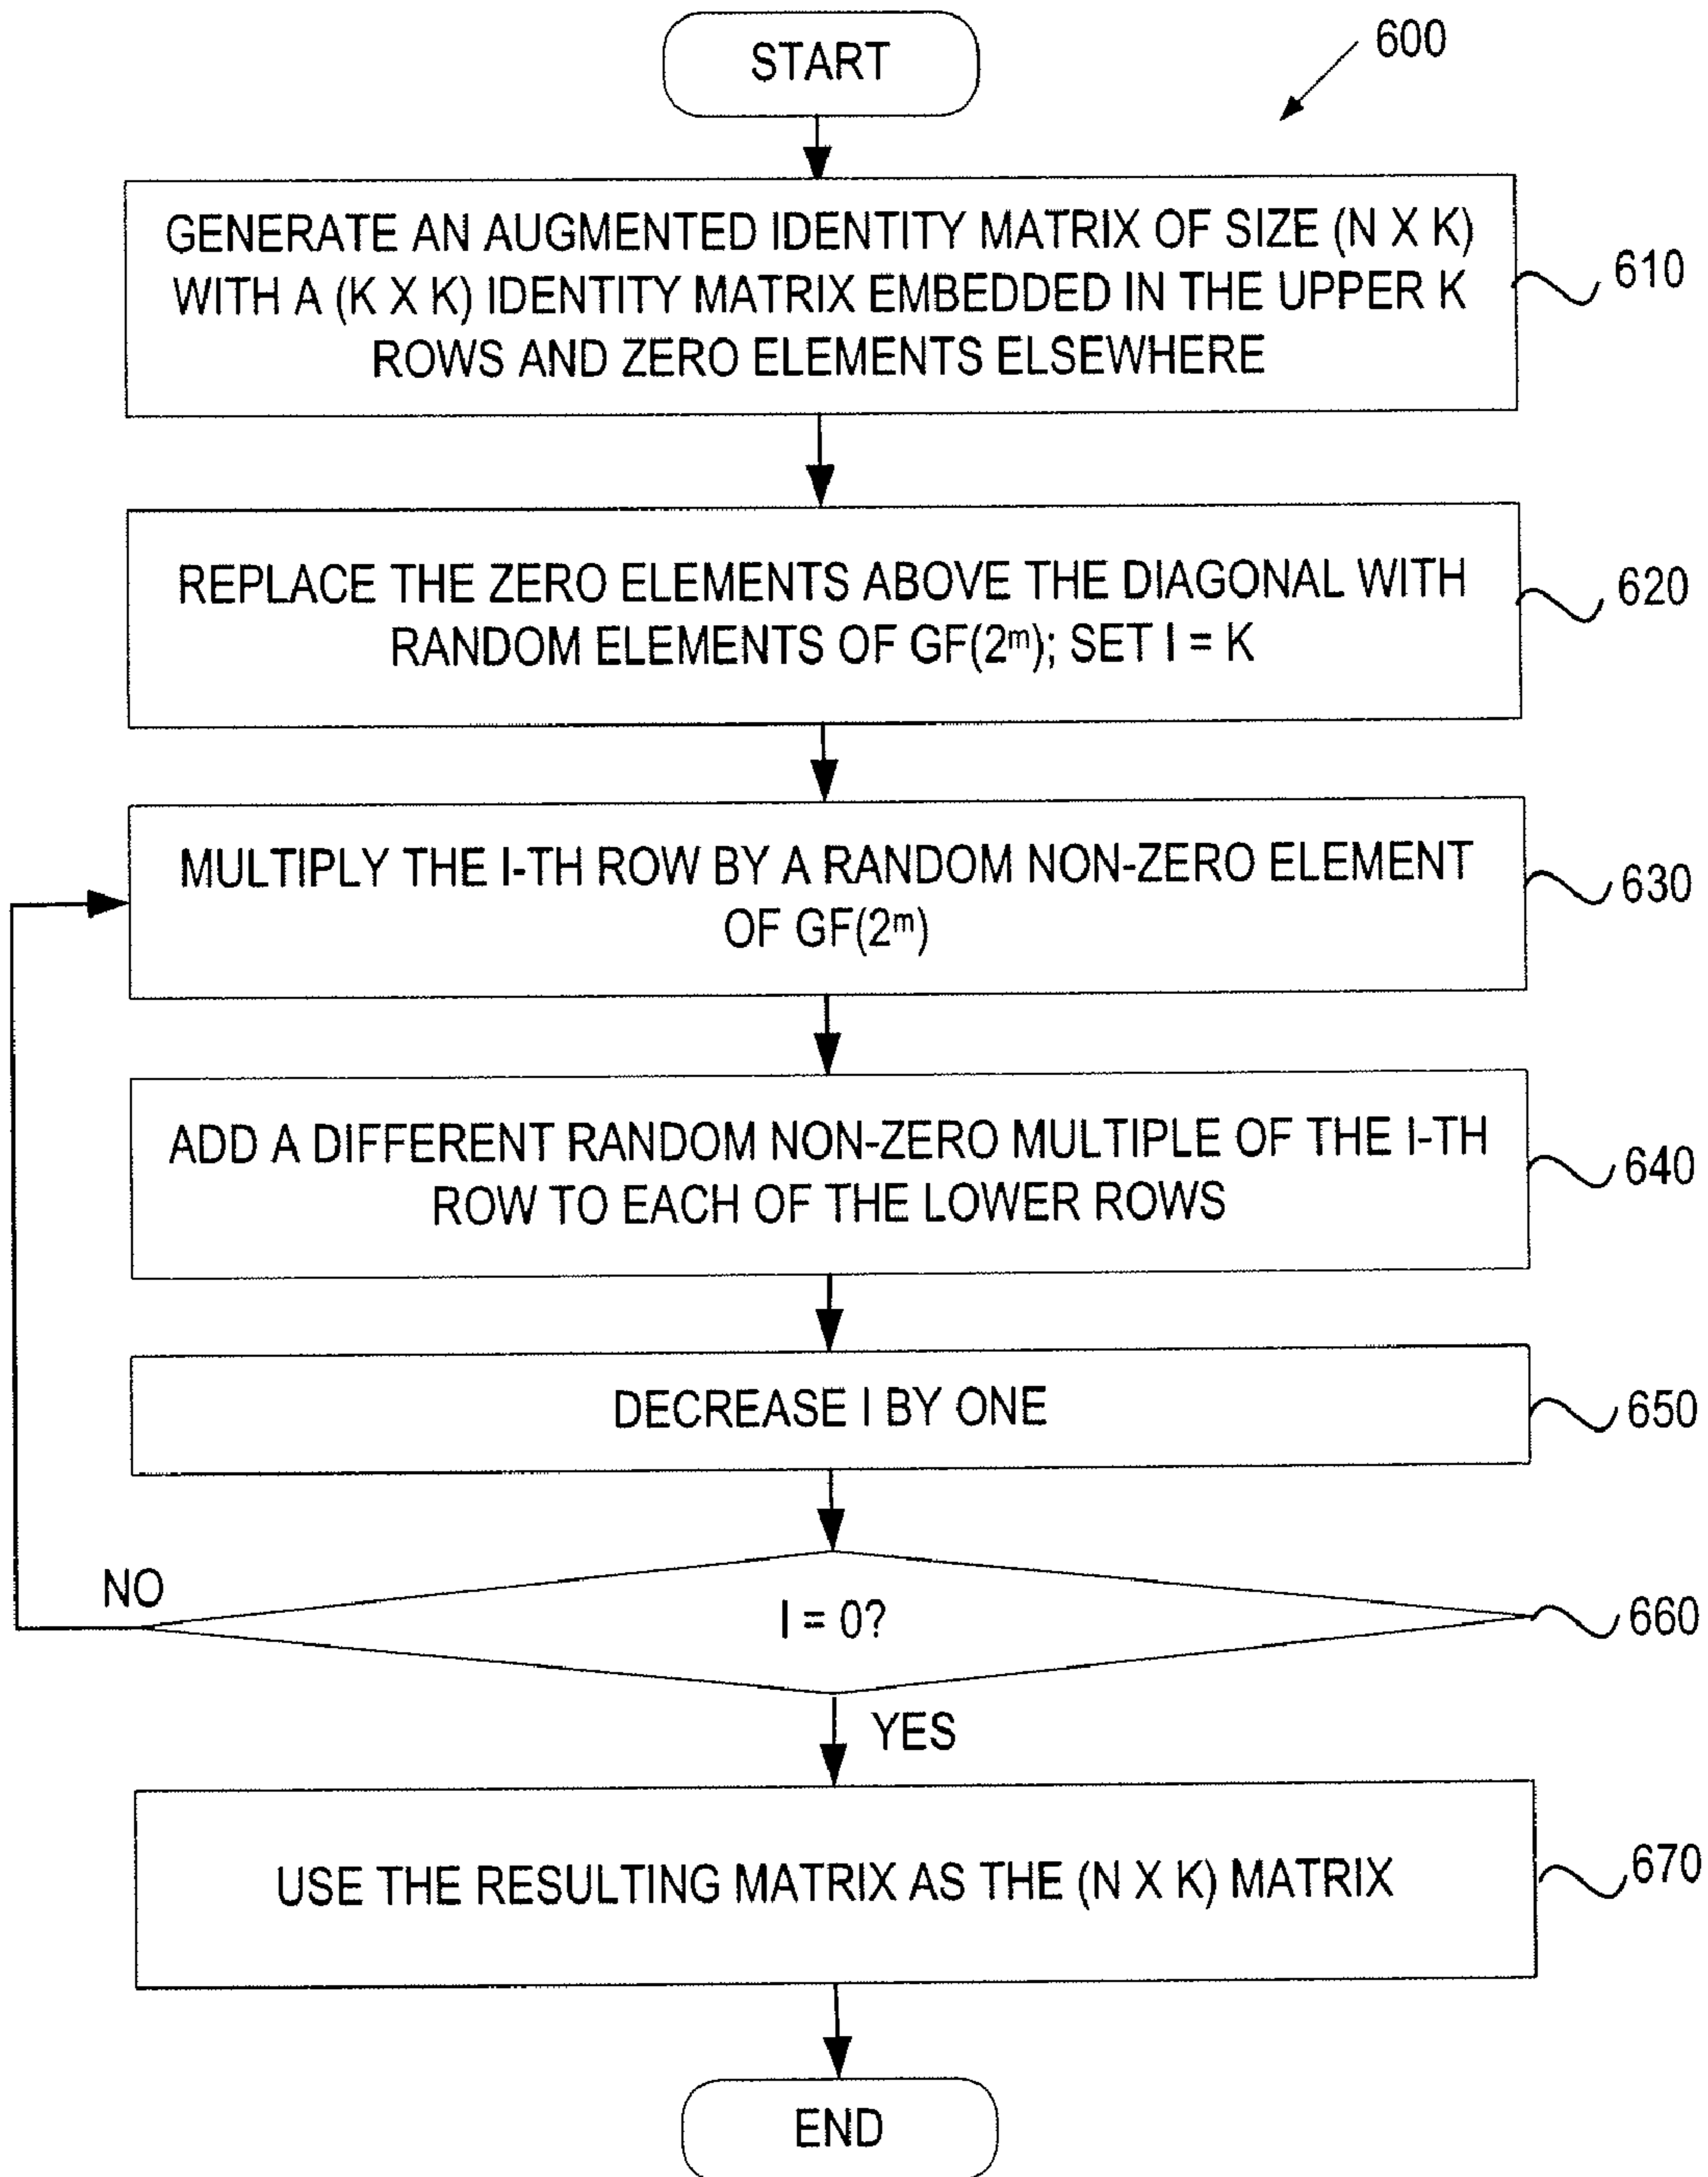 START
600
GENERATE AN AUGMENTED IDENTITY MATRIX OF SIZE (N X K)
WITH A (K X K) IDENTITY MATRIX EMBEDDED IN THE UPPER K
ROWS AND ZERO ELEMENTS ELSEWHERE
610
REPLACE THE ZERO ELEMENTS ABOVE THE DIAGONAL WITH
RANDOM ELEMENTS OF GF(2ᵐ); SET I = K
620
MULTIPLY THE I-TH ROW BY A RANDOM NON-ZERO ELEMENT
OF GF(2ᵐ)
630
ADD A DIFFERENT RANDOM NON-ZERO MULTIPLE OF THE I-TH
ROW TO EACH OF THE LOWER ROWS
640
DECREASE I BY ONE
650
NO
I = 0?
660
YES
USE THE RESULTING MATRIX AS THE (N X K) MATRIX
670
END